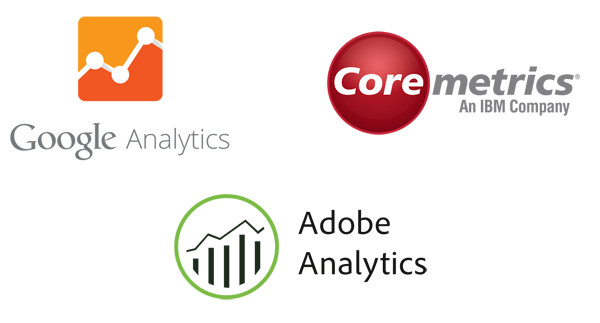 Google Analytics
Coremetrics®
An IBM Company
Adobe
Analytics